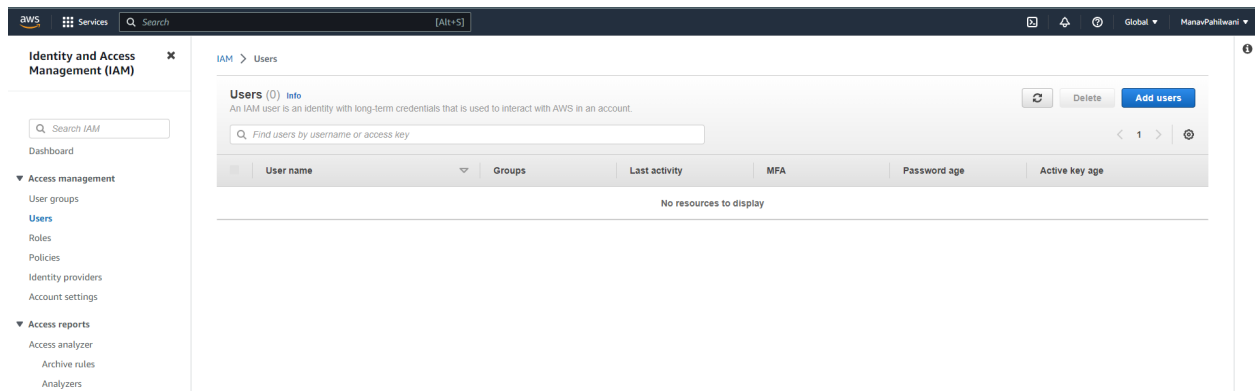 aws
Services
Search
[Alt+S]
Global
ManavPahilwani
Identity and Access
Management (IAM)
Search IAM
Dashboard
Access management
User groups
Users
Roles
Policies
Identity providers
Account settings
Access reports
Access analyzer
Archive rules
Analyzers
IAM > Users
Users (0) Info
An IAM user is an identity with long-term credentials that is used to interact with AWS in an account.
Delete
Add users
Find users by username or access key
1
User name Groups Last activity MFA Password age Active key age
No resources to display